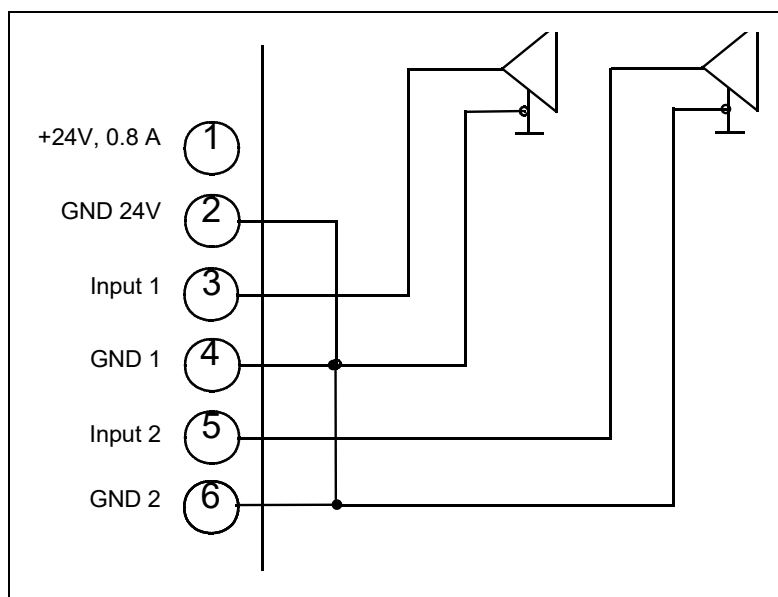 +24V, 0.8 A 1
GND 24V 2
Input 1 3
GND 1 4
Input 2 5
GND 2 6